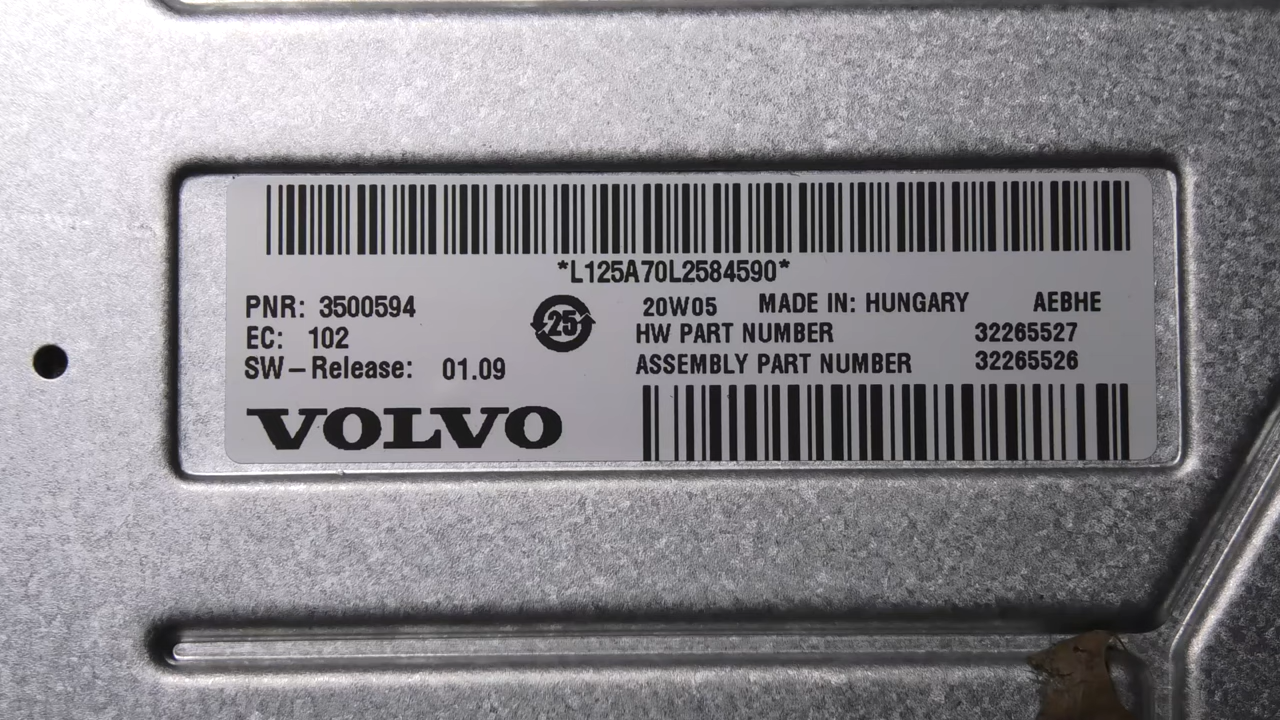 *L125A70L2584590*
PNR: 3500594
EC: 102
SW-Release: 01.09
VOLVO
25
20W05 MADE IN: HUNGARY AEBHE
HW PART NUMBER 32265527
ASSEMBLY PART NUMBER 32265526